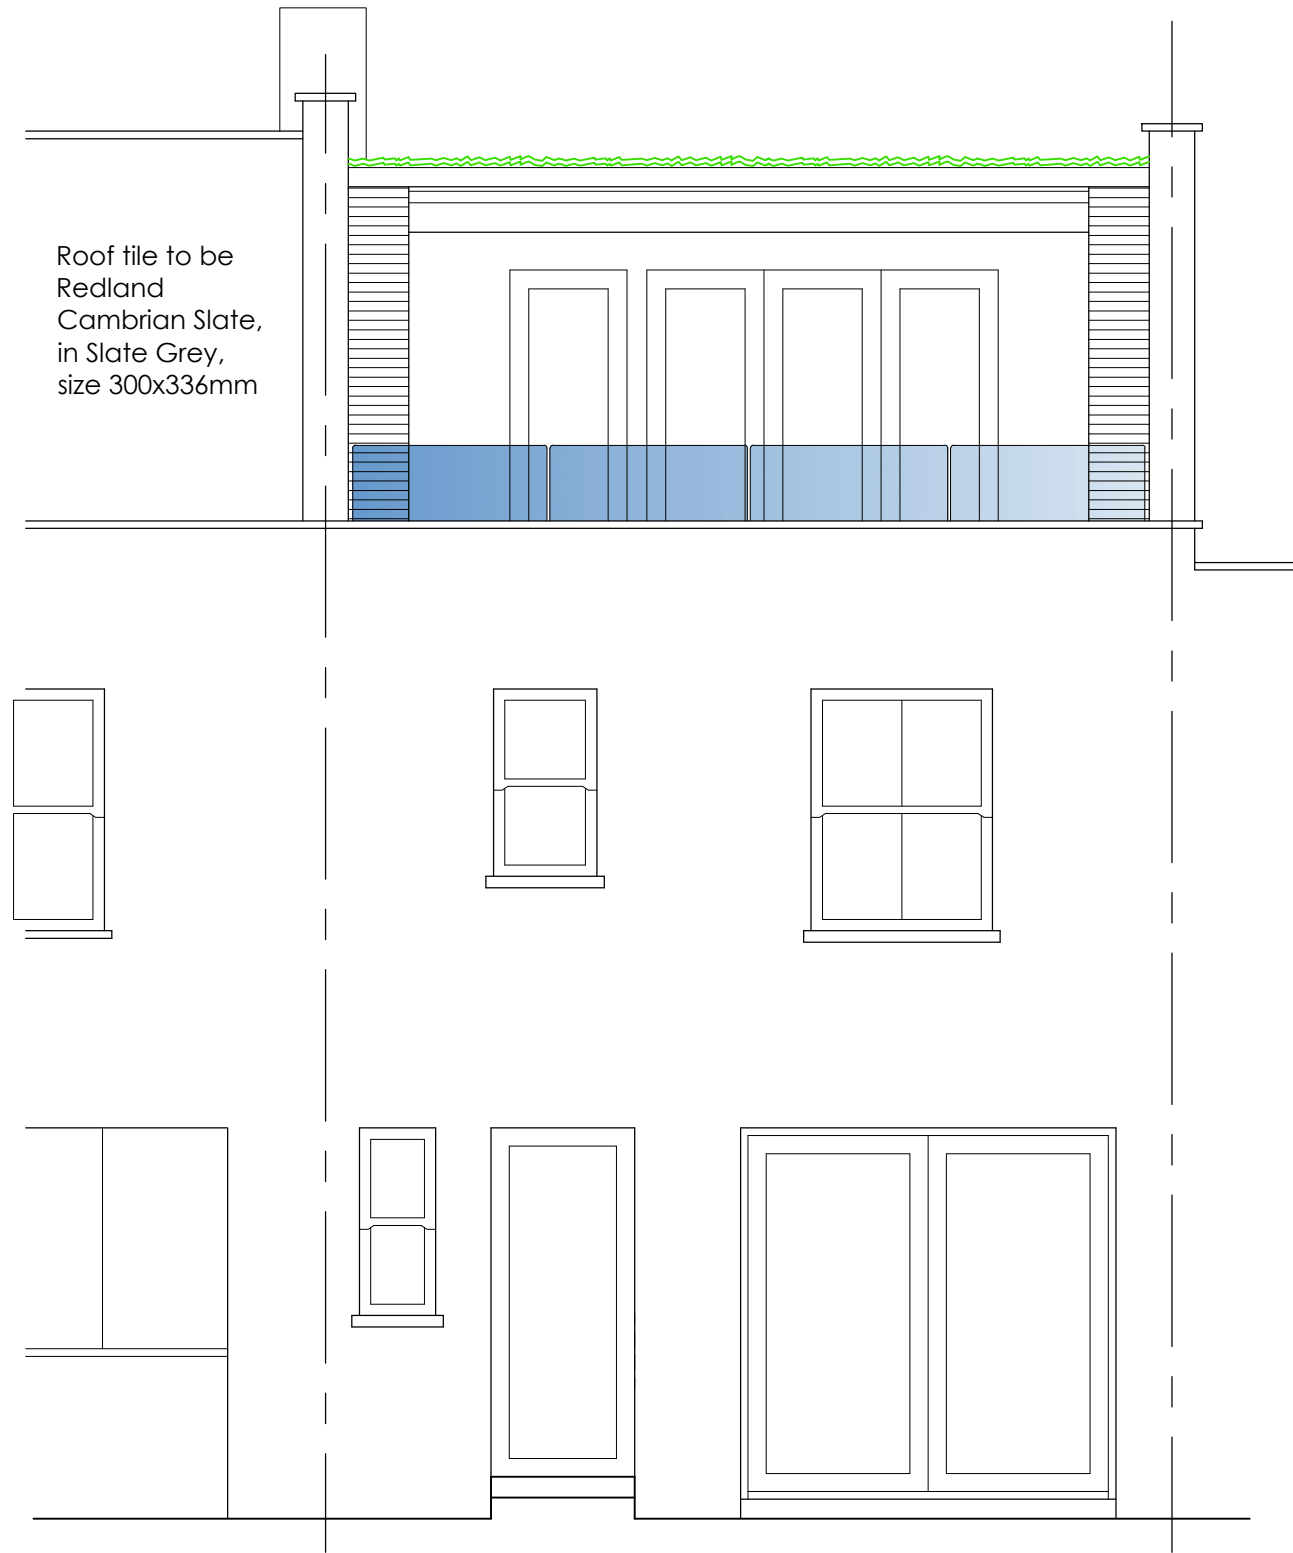 Roof tile to be
Redland
Cambrian Slate,
in Slate Grey,
size 300x336mm